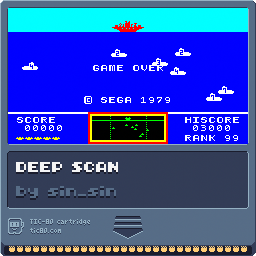 GAME OVER
© SEGA 1979
SCORE HISCORE
00000 03000
RANK 99
DEEP SCAN
by sin_sin
TIC-80 cartridge
tic80.com